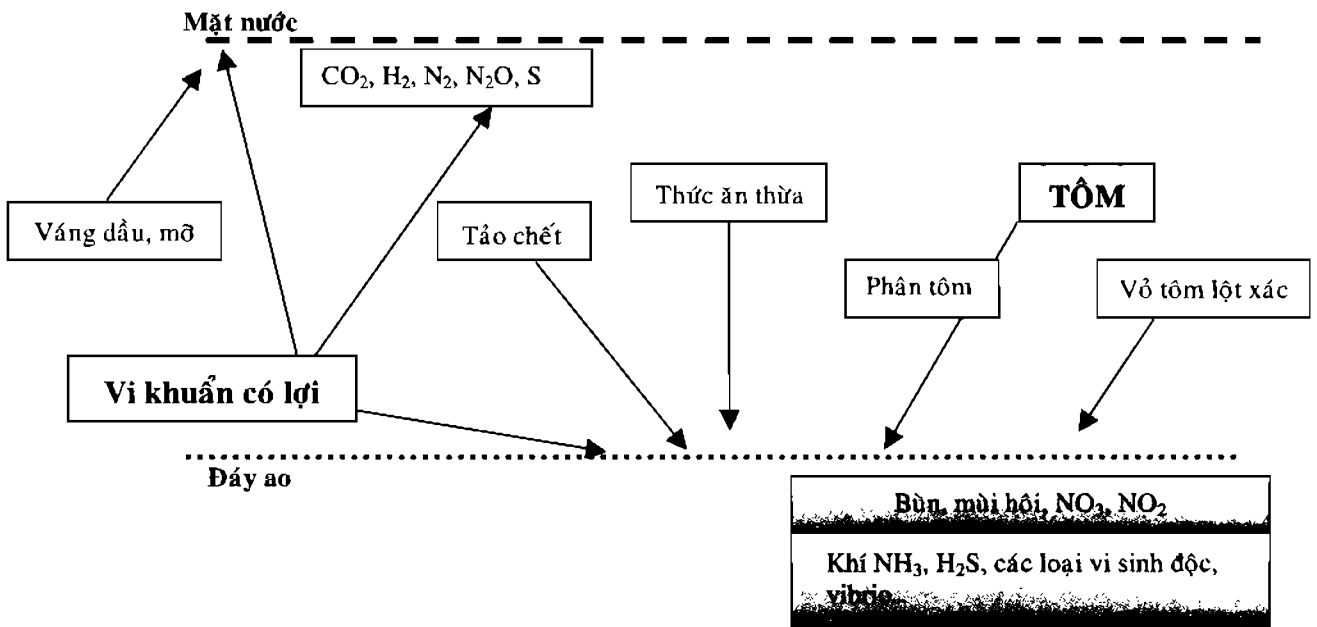 Mặt nước
CO₂, H₂, N₂, N₂O, S
Thức ăn thừa
TÔM
Váng dầu, mỡ
Tảo chết
Phân tôm
Vỏ tôm lột xác
Vi khuẩn có lợi
Đáy ao
Bùn, mùi hôi, NO₃, NO₂
Khí NH₃, H₂S, các loại vi sinh độc,
vibrio...